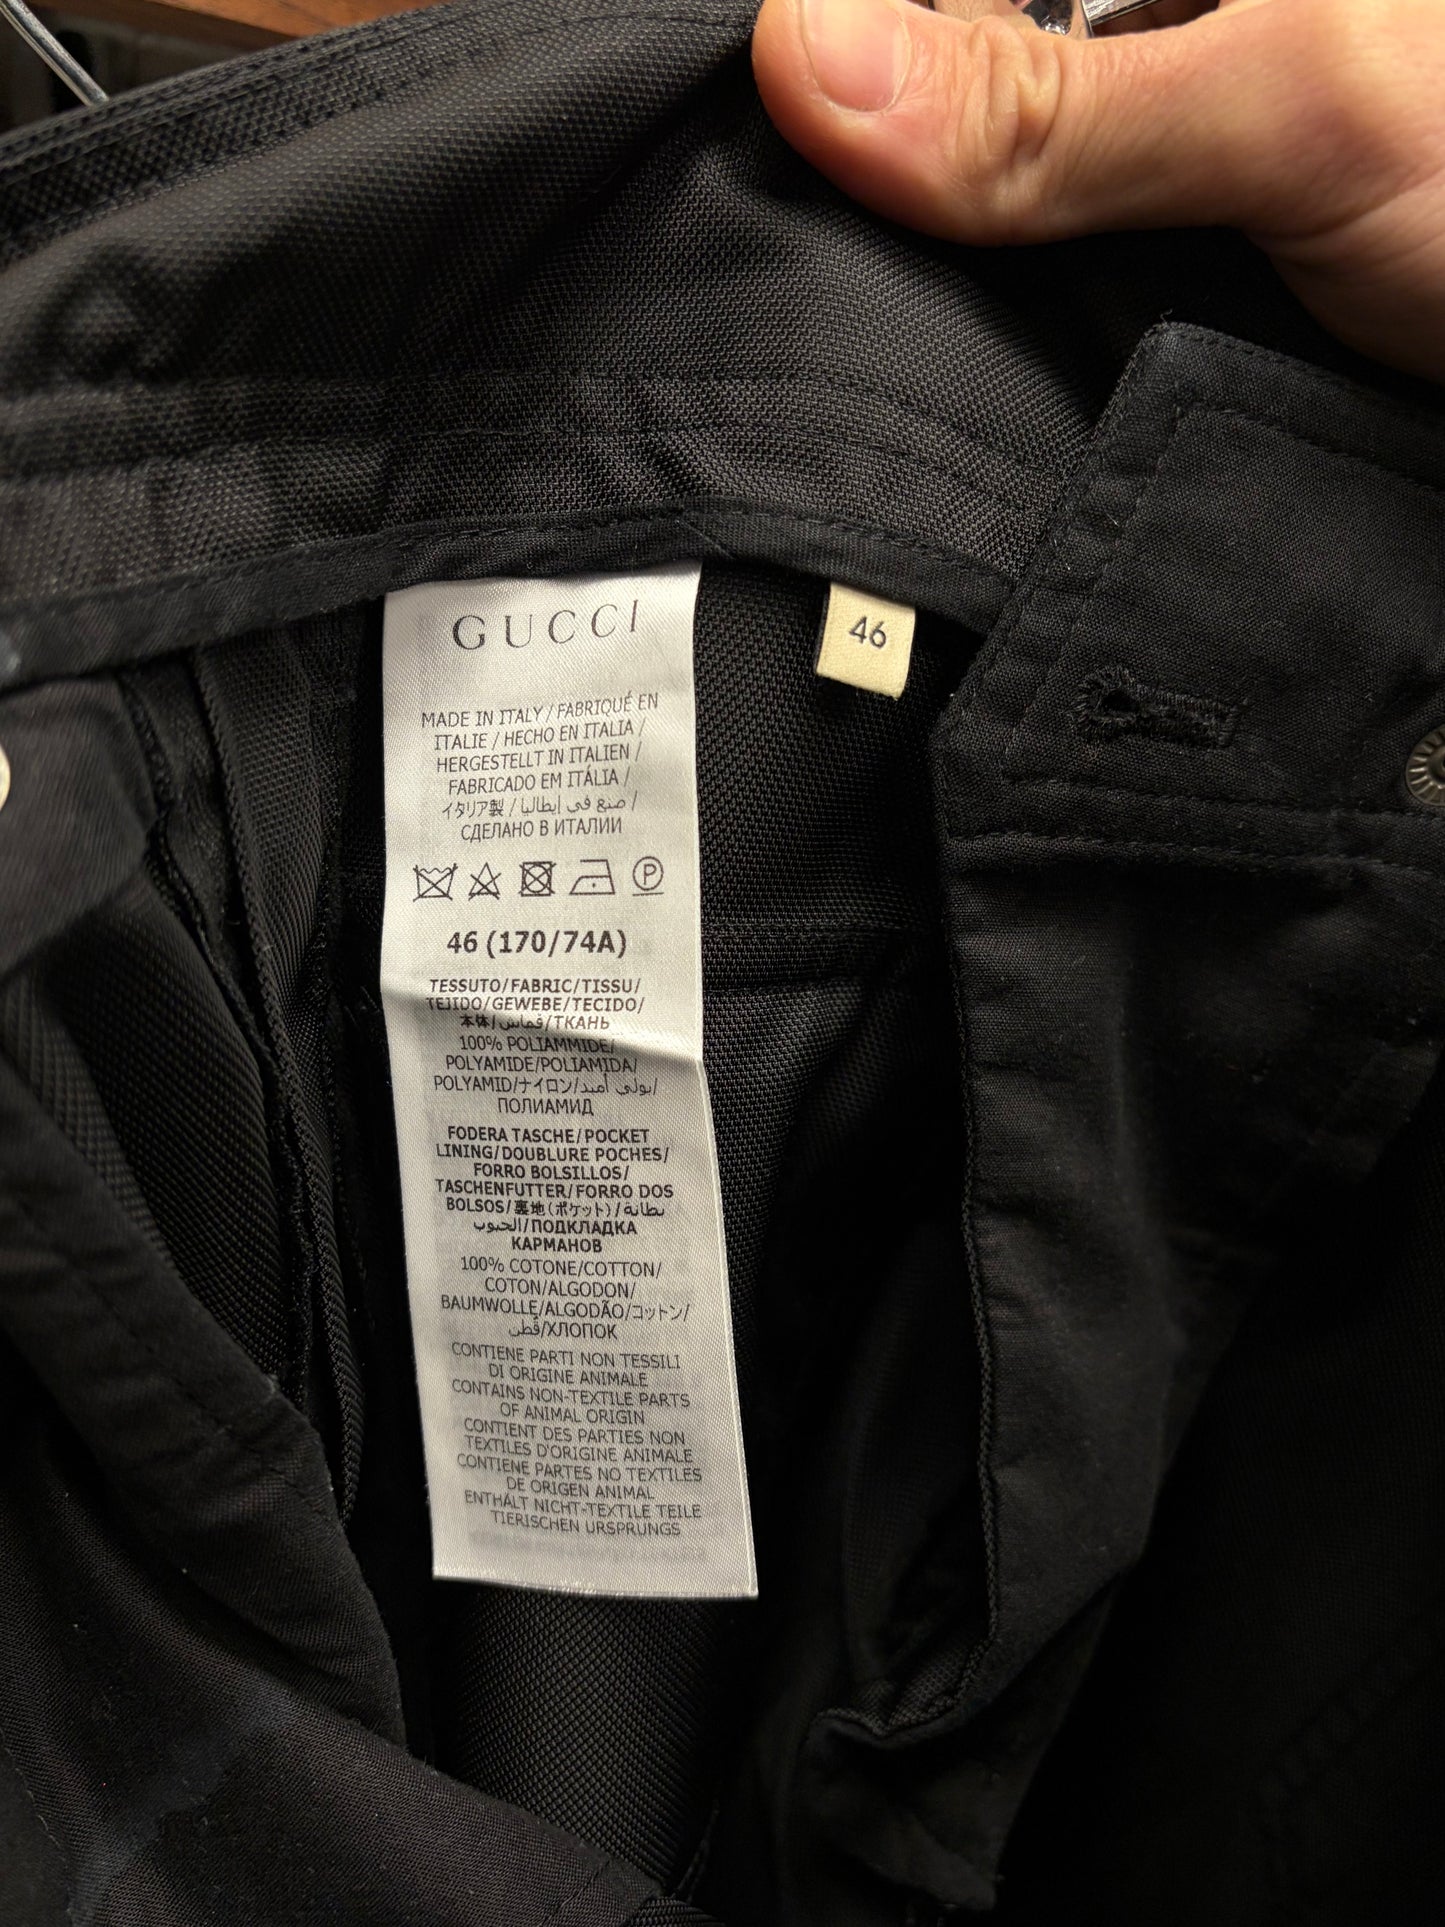 GUCCI
46
MADE IN ITALY / FABRIQUÉ EN
ITALIE / HECHO EN ITALIA /
HERGESTELLT IN ITALIEN /
FABRICADO EM ITÁLIA /
イタリア製 / صنع في إيطاليا /
СДЕЛАНО В ИТАЛИИ
P
46 (170/74A)
TESSUTO/FABRIC/TISSU/
TEJIDO/GEWEBE/TECIDO/
本体/قماش/ТКАНЬ
100% POLIAMMIDE/
POLYAMIDE/POLIAMIDA/
POLYAMID/ナイロン/بولي أميد/
ПОЛИАМИД
FODERA TASCHE/POCKET
LINING/DOUBLURE POCHES/
FORRO BOLSILLOS/
TASCHENFUTTER/FORRO DOS
BOLSOS/裏地(ポケット)/بطانة
الجيوب/ПОДКЛАДКА
КАРМАНОВ
100% COTONE/COTTON/
COTON/ALGODON/
BAUMWOLLE/ALGODÃO/コットン/
قطن/ХЛОПОК
CONTIENE PARTI NON TESSILI
DI ORIGINE ANIMALE
CONTAINS NON-TEXTILE PARTS
OF ANIMAL ORIGIN
CONTIENT DES PARTIES NON
TEXTILES D'ORIGINE ANIMALE
CONTIENE PARTES NO TEXTILES
DE ORIGEN ANIMAL
ENTHÄLT NICHT-TEXTILE TEILE
TIERISCHEN URSPRUNGS